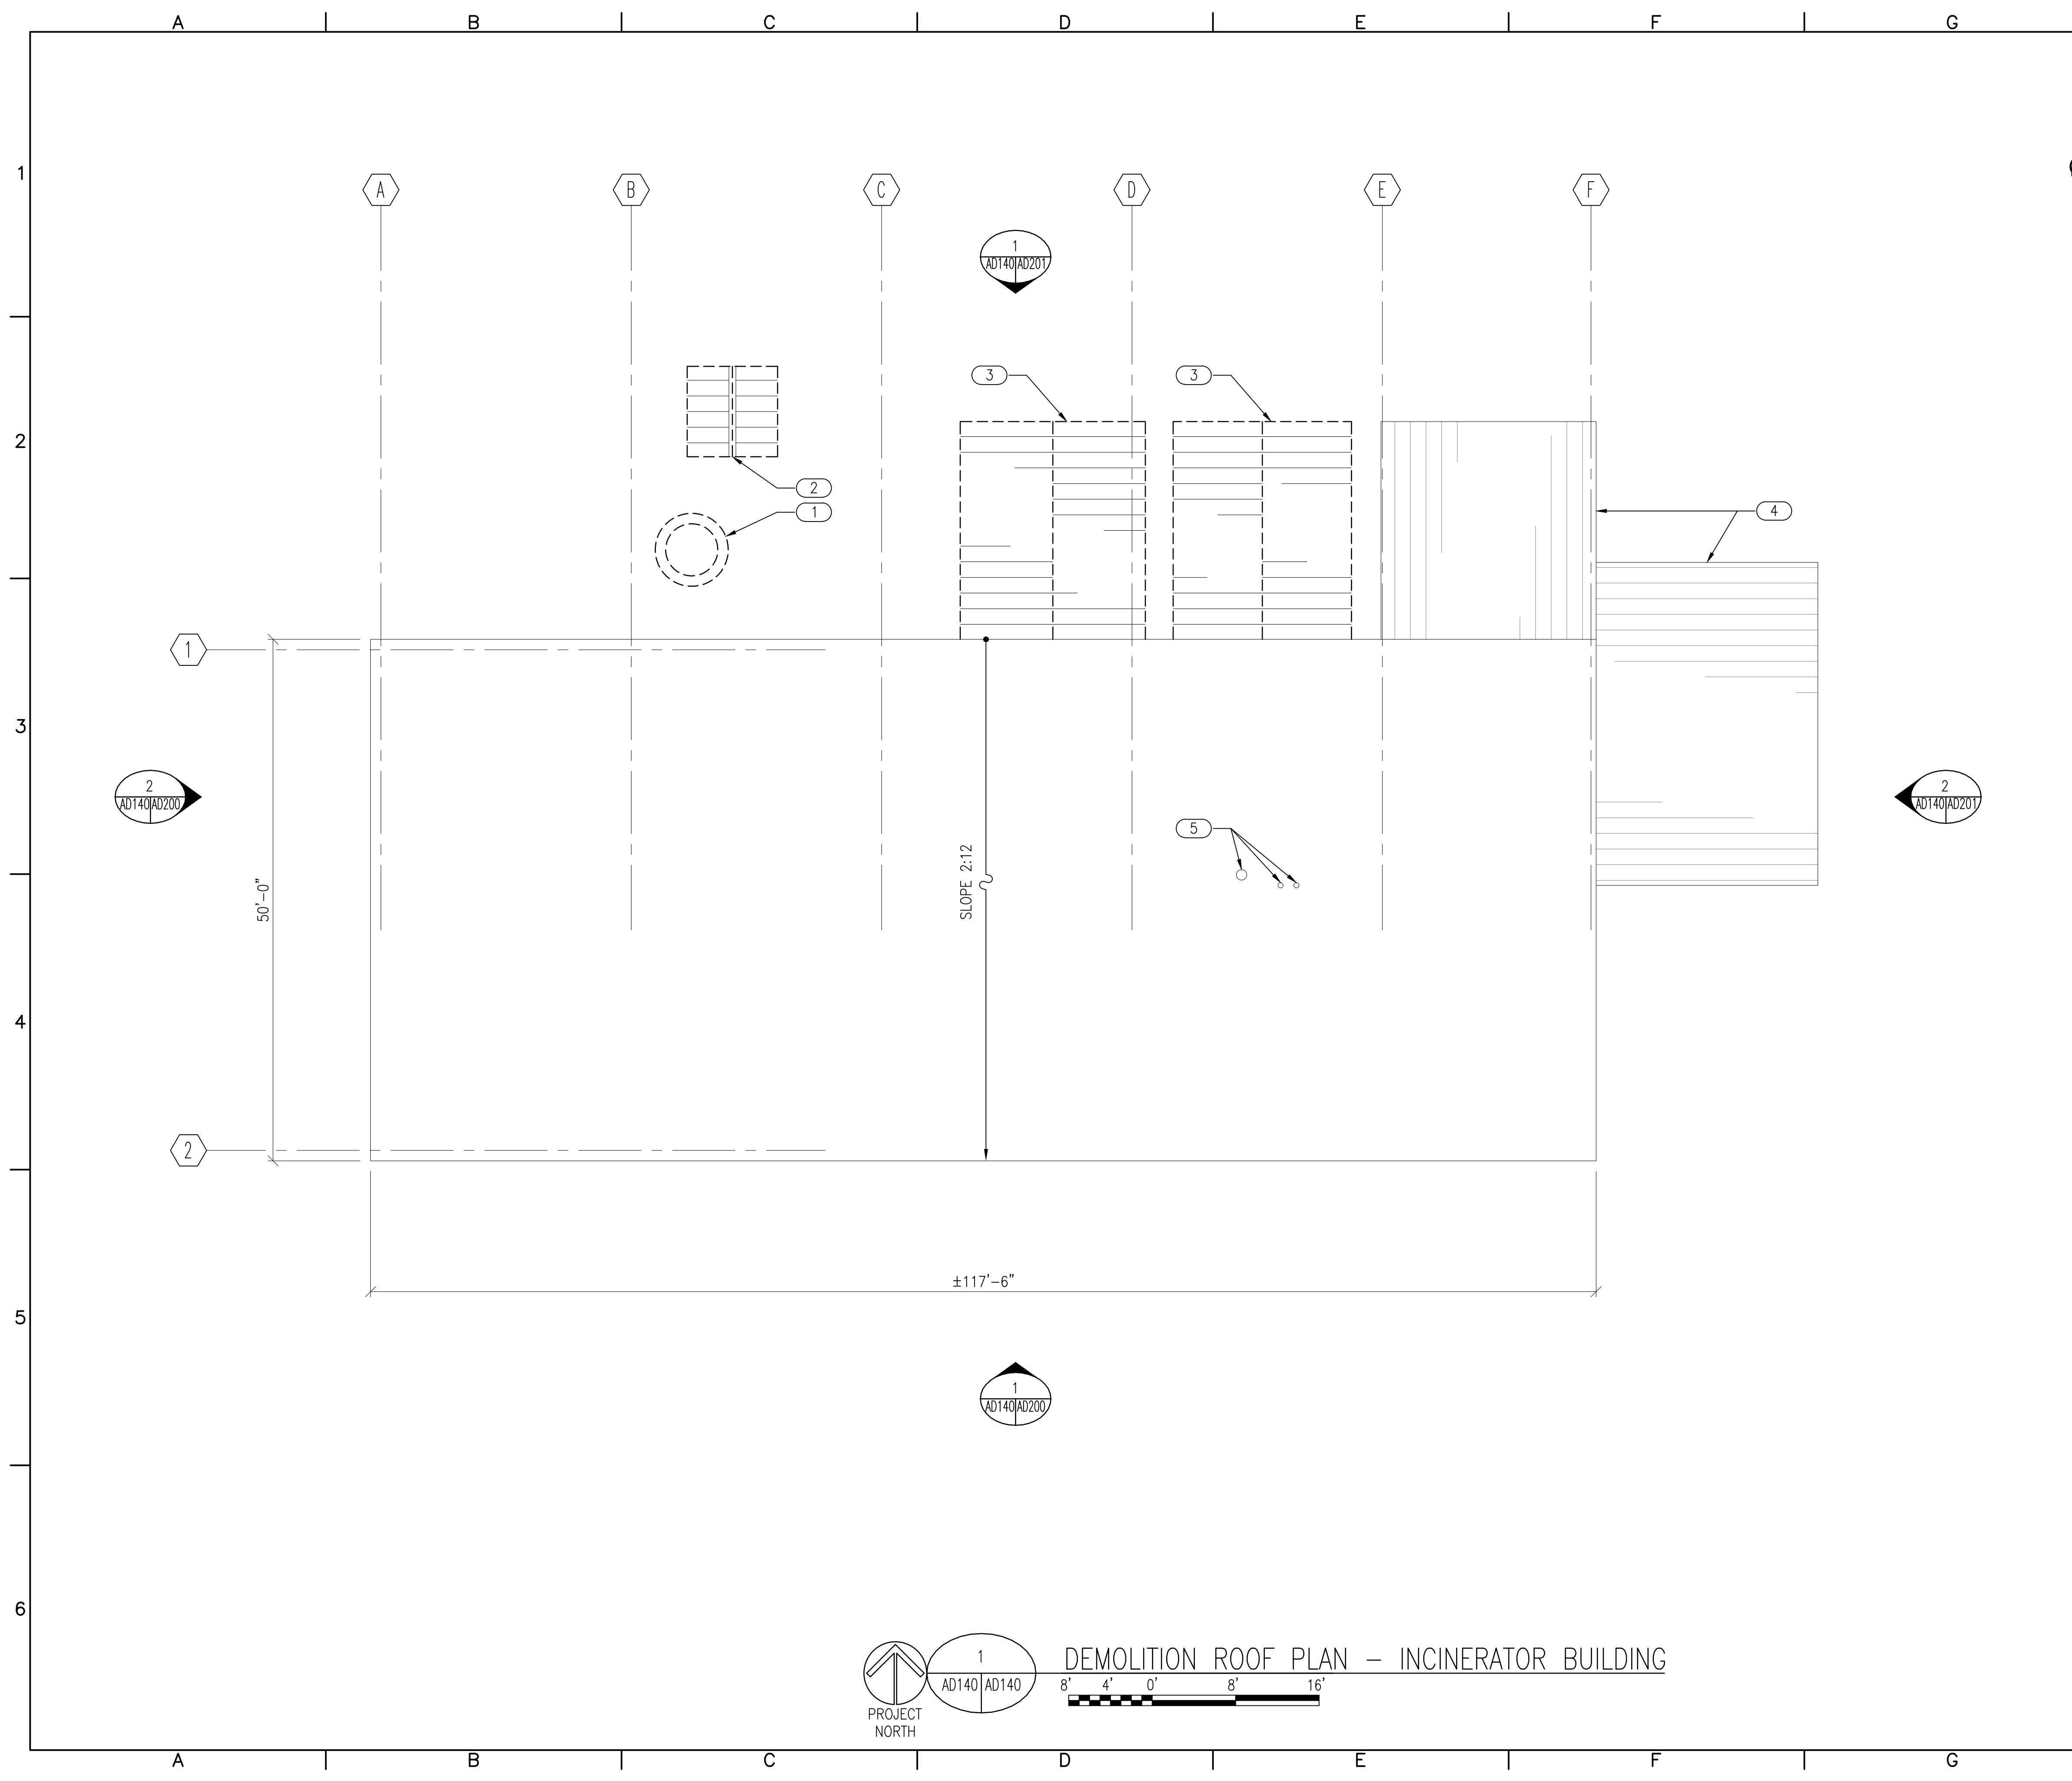 A B C D E F G
1
A B C D E F
1
AD140 AD201
3 3
2
2
1
4
1
3
2
AD140 AD200
2
AD140 AD201
5
50'-0"
SLOPE 2:12
4
2
±117'-6"
5
1
AD140 AD200
6
1
AD140 AD140
DEMOLITION ROOF PLAN - INCINERATOR BUILDING
8' 4' 0' 8' 16'
PROJECT
NORTH
A B C D E F G